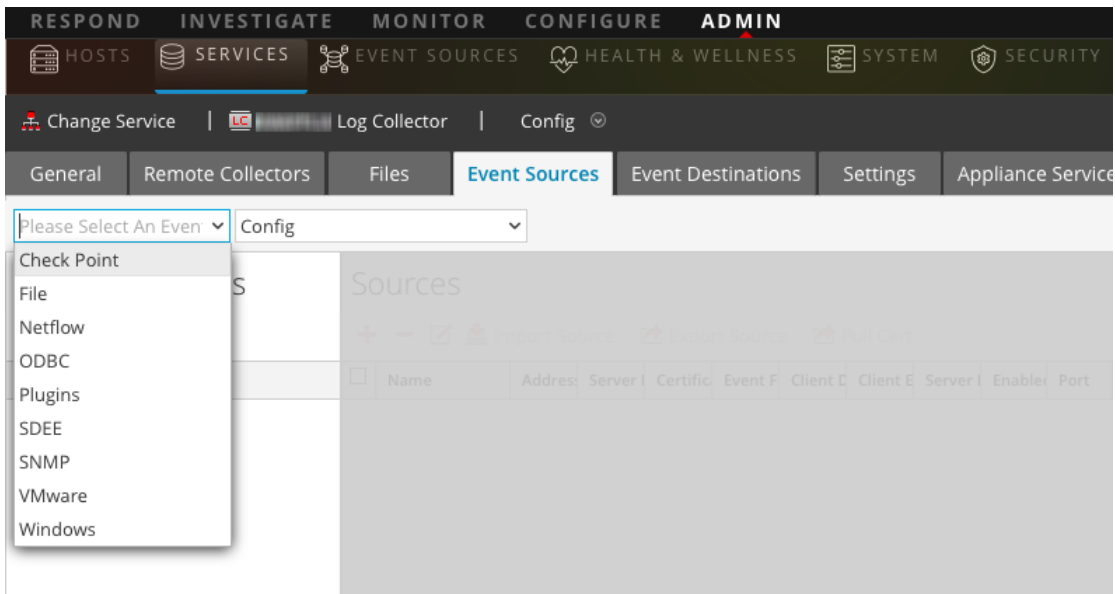 RESPOND INVESTIGATE MONITOR CONFIGURE ADMIN
HOSTS SERVICES EVENT SOURCES HEALTH & WELLNESS SYSTEM SECURITY
Change Service | LC Log Collector | Config
General Remote Collectors Files Event Sources Event Destinations Settings Appliance Service
Please Select An Even Config
Check Point
File
Netflow
ODBC
Plugins
SDEE
SNMP
VMware
Windows
s
Sources
Import Source Export Source Pull Cert
Name Addres Server Certific Event F Client D Client E Server Enable Port